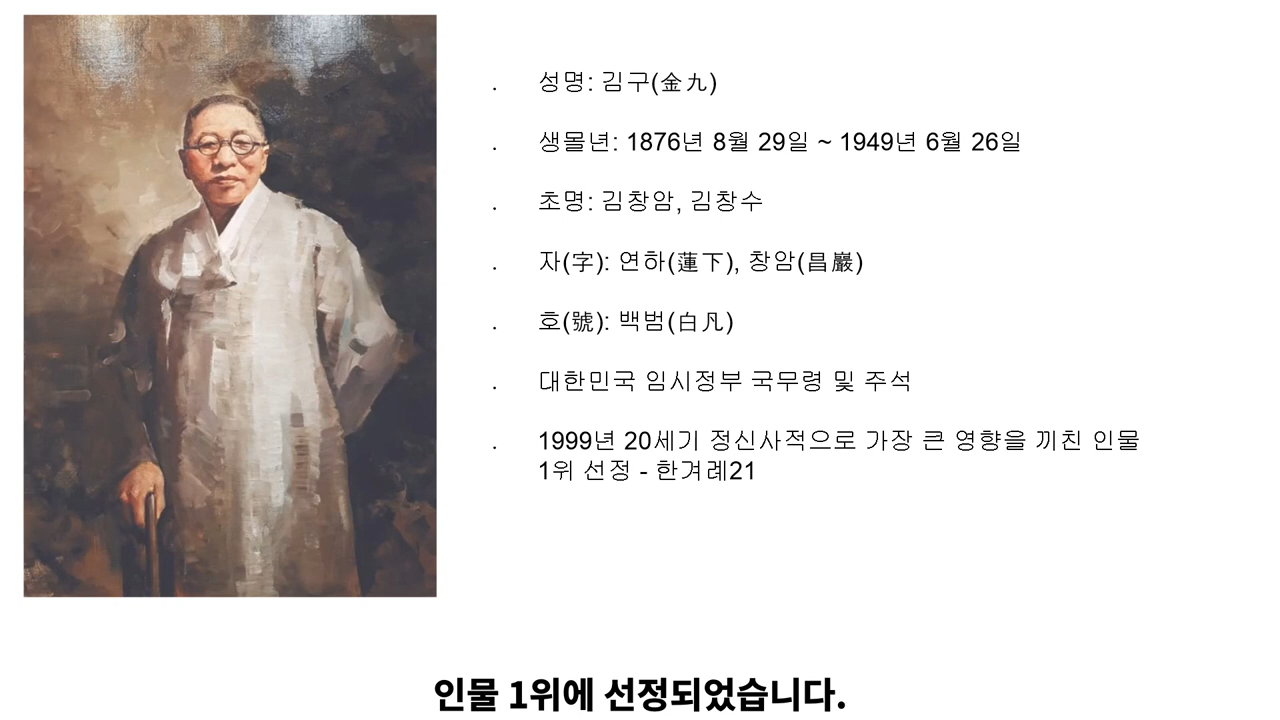 . 성명: 김구(金九)
. 생몰년: 1876년 8월 29일 ~ 1949년 6월 26일
. 초명: 김창암, 김창수
. 자(字): 연하(蓮下), 창암(昌巖)
. 호(號): 백범(白凡)
. 대한민국 임시정부 국무령 및 주석
. 1999년 20세기 정신사적으로 가장 큰 영향을 끼친 인물
1위 선정 - 한겨레21
인물 1위에 선정되었습니다.